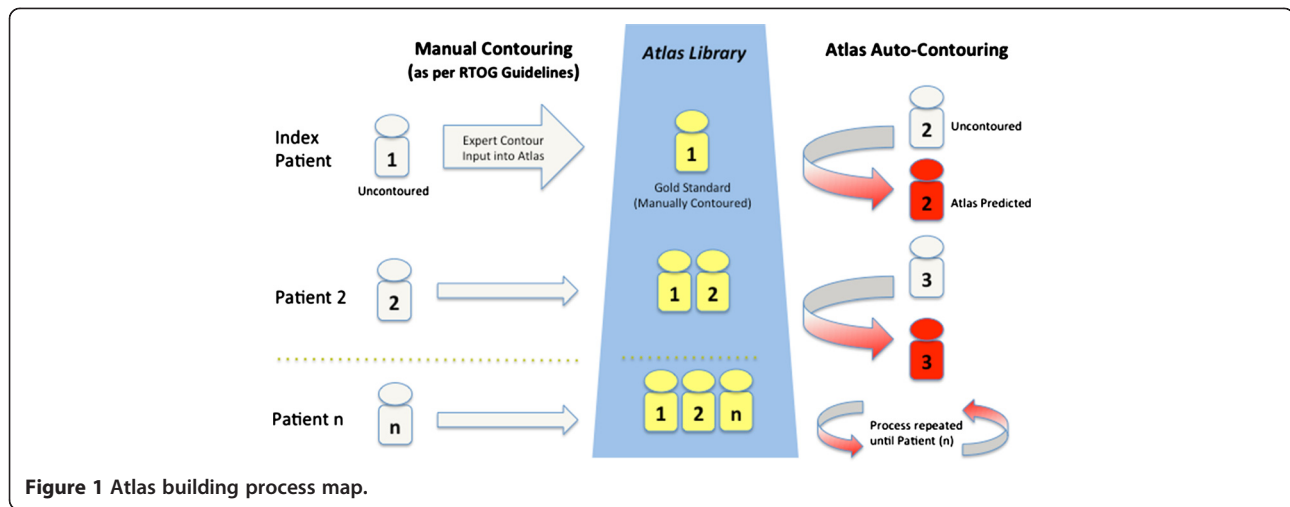 Manual Contouring
(as per RTOG Guidelines)
Atlas Library
Atlas Auto-Contouring
Index
Patient
1
Uncontoured
Expert Contour
Input into Atlas
1
Gold Standard
(Manually Contoured)
2
Uncontoured
2
Atlas Predicted
Patient 2
2
1 2
3
3
Patient n
n
1 2 n
Process repeated
until Patient (n)
Figure 1 Atlas building process map.